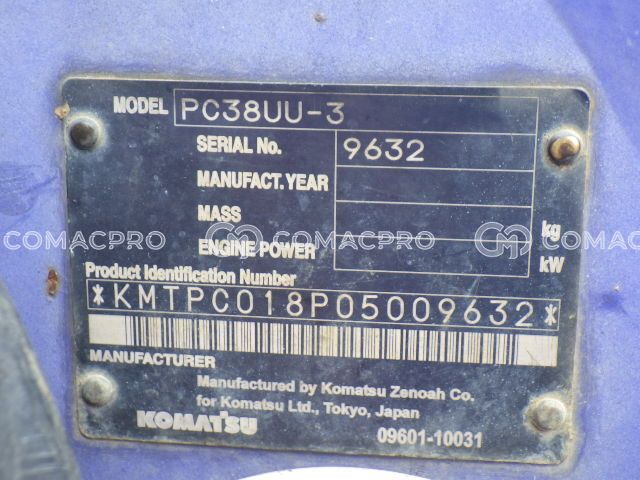 MODEL PC38UU-3
SERIAL No. 9632
MANUFACT. YEAR
MASS kg
COMACPRO COMACPRO COMACPRO
ENGINE POWER kW
Product Identification Number
*KMTPC018P05009632*
MANUFACTURER
Manufactured by Komatsu Zenoah Co.
for Komatsu Ltd., Tokyo, Japan
KOMATSU
09601-10031